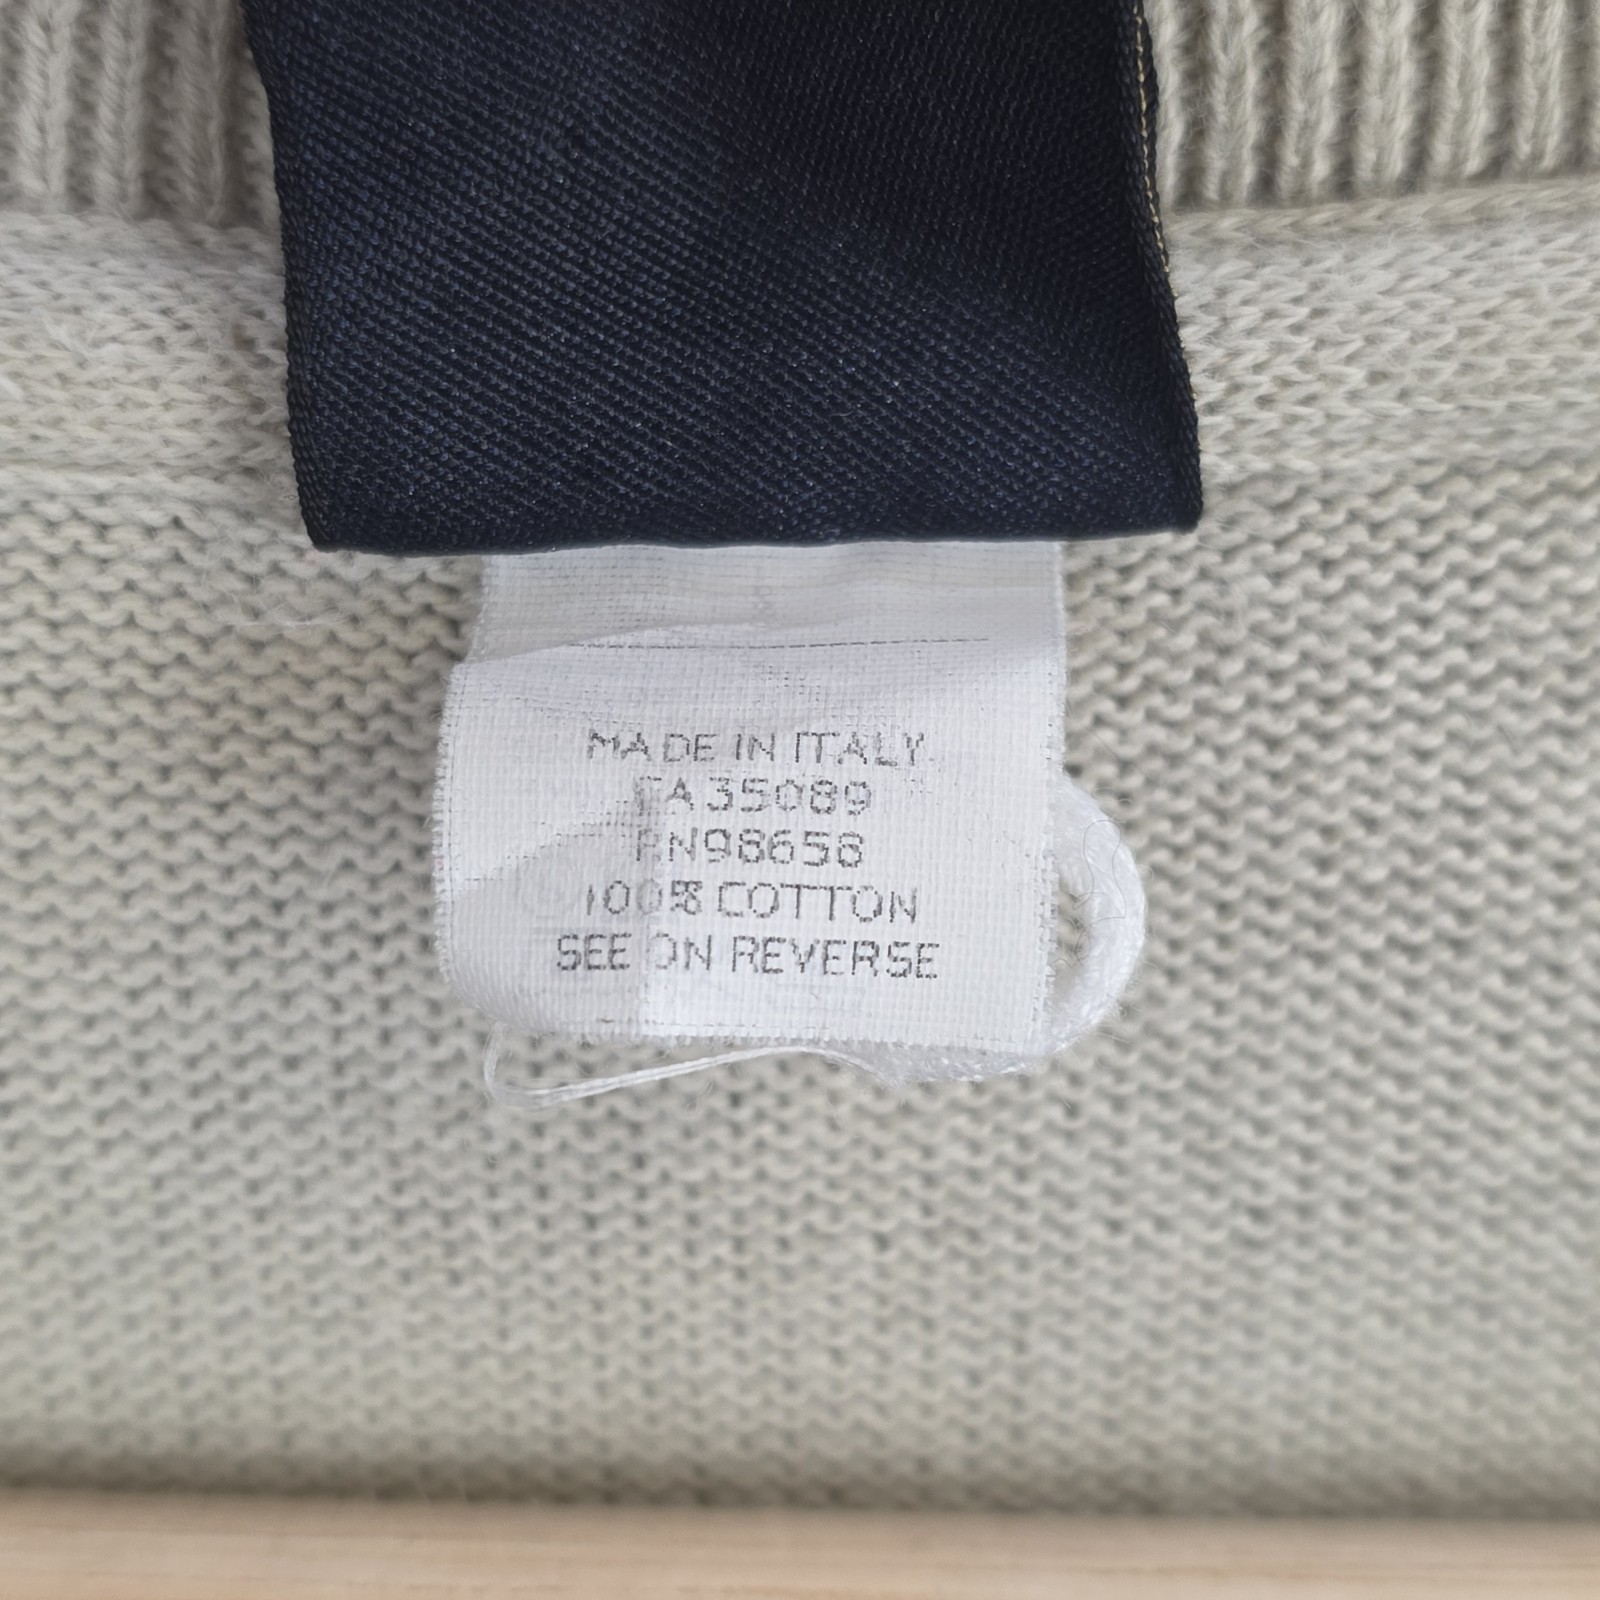 MADE IN ITALY
CA35089
RN98658
100% COTTON
SEE ON REVERSE